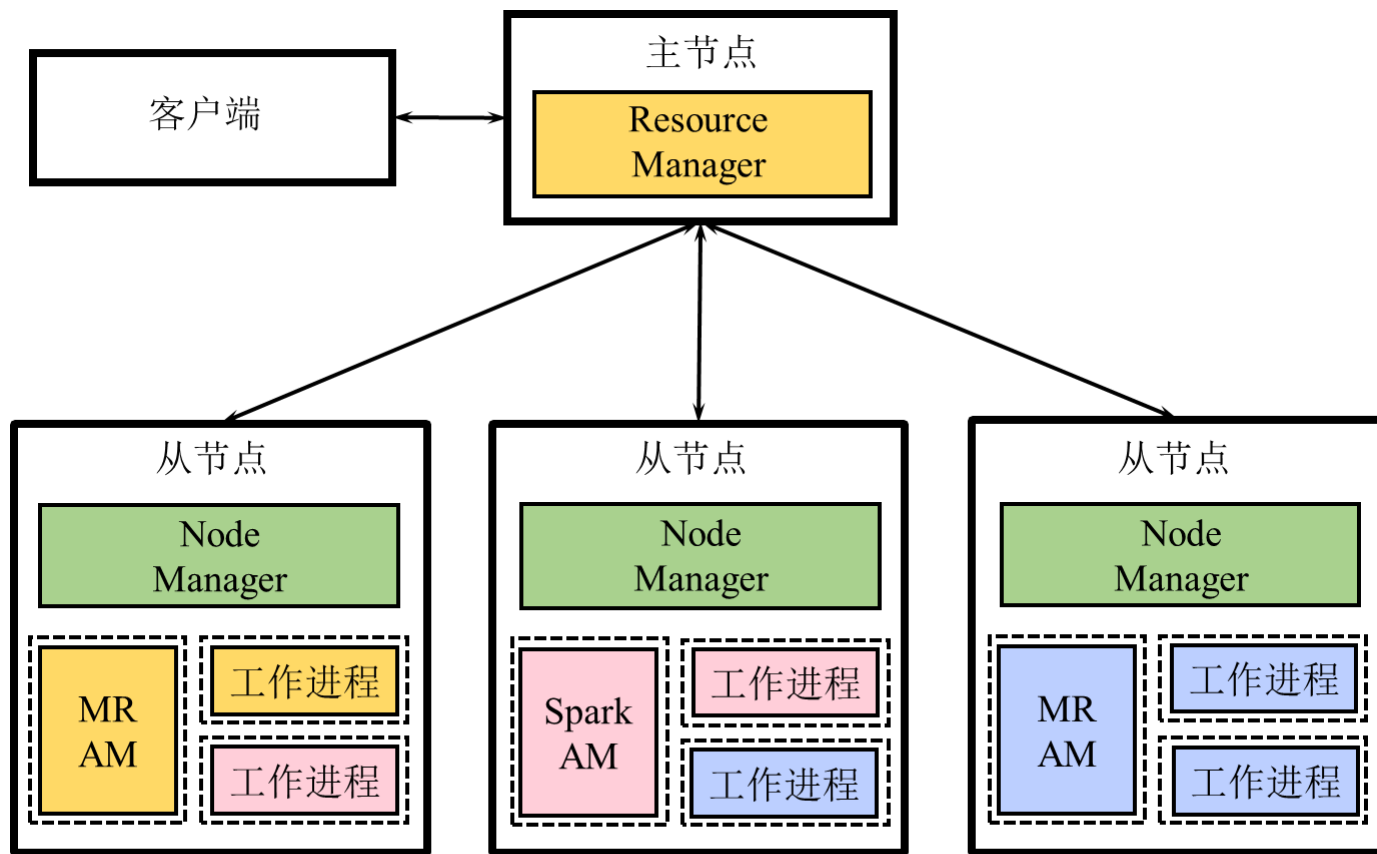 客户端
主节点
Resource
Manager
从节点
Node
Manager
MR
AM
工作进程
工作进程
从节点
Node
Manager
Spark
AM
工作进程
工作进程
从节点
Node
Manager
MR
AM
工作进程
工作进程